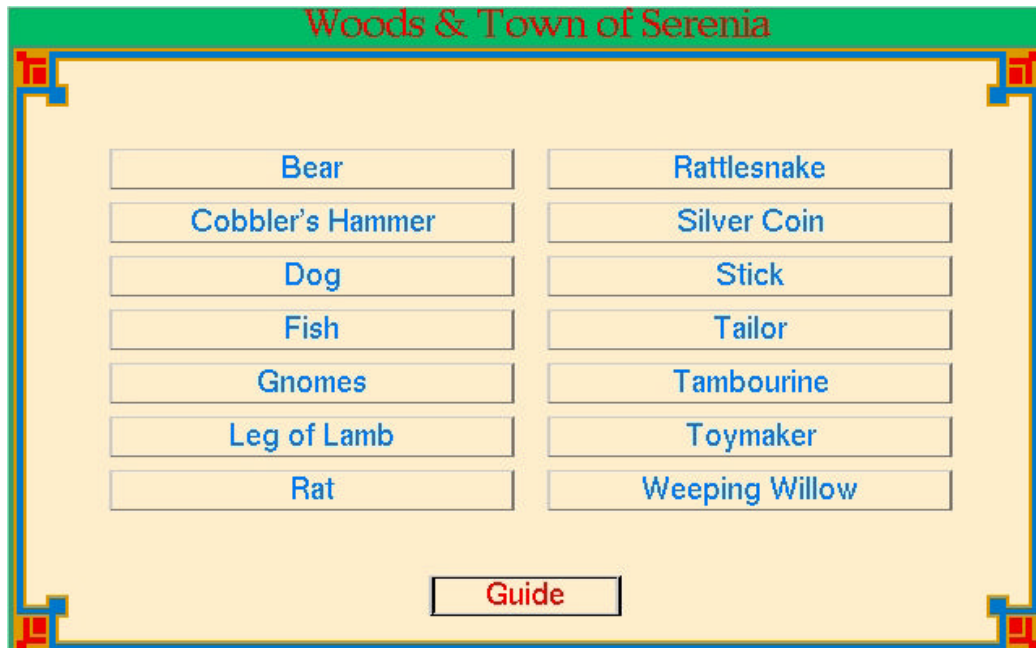 Woods & Town of Serenia
Bear
Cobbler's Hammer
Dog
Fish
Gnomes
Leg of Lamb
Rat
Rattlesnake
Silver Coin
Stick
Tailor
Tambourine
Toymaker
Weeping Willow
Guide